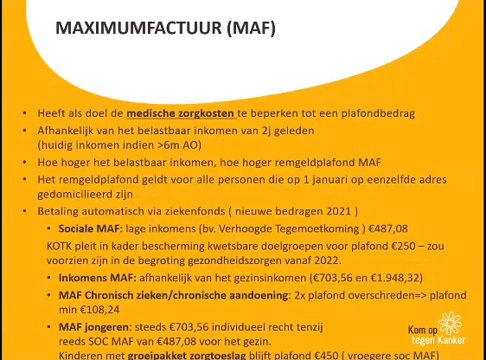 MAXIMUMFACTUUR (MAF)
• Heeft als doel de medische zorgkosten te beperken tot een plafondbedrag
• Afhankelijk van het belastbaar inkomen van 2j geleden
(huidig inkomen indien >6m AO)
• Hoe hoger het belastbaar inkomen, hoe hoger remgeldplafond MAF
• Het remgeldplafond geldt voor alle personen die op 1 januari op eenzelfde adres
gedomicilieerd zijn
• Betaling automatisch via ziekenfonds ( nieuwe bedragen 2021 )
• Sociale MAF: lage inkomens (bv. Verhoogde Tegemoetkoming ) €487,08
KOTK pleit in kader bescherming kwetsbare doelgroepen voor plafond €250 – zou
voorzien zijn in de begroting gezondheidszorgen vanaf 2022.
• Inkomens MAF: afhankelijk van het gezinsinkomen (€703,56 en €1.948,32)
• MAF Chronisch zieken/chronische aandoening: 2x plafond overschreden=> plafond
min €108,24
• MAF jongeren: steeds €703,56 individueel recht tenzij
reeds SOC MAF van €487,08 voor het gezin.
Kinderen met groeipakket zorgtoeslag blijft plafond €450 ( vroegere soc MAF)
Kom op
tegen Kanker